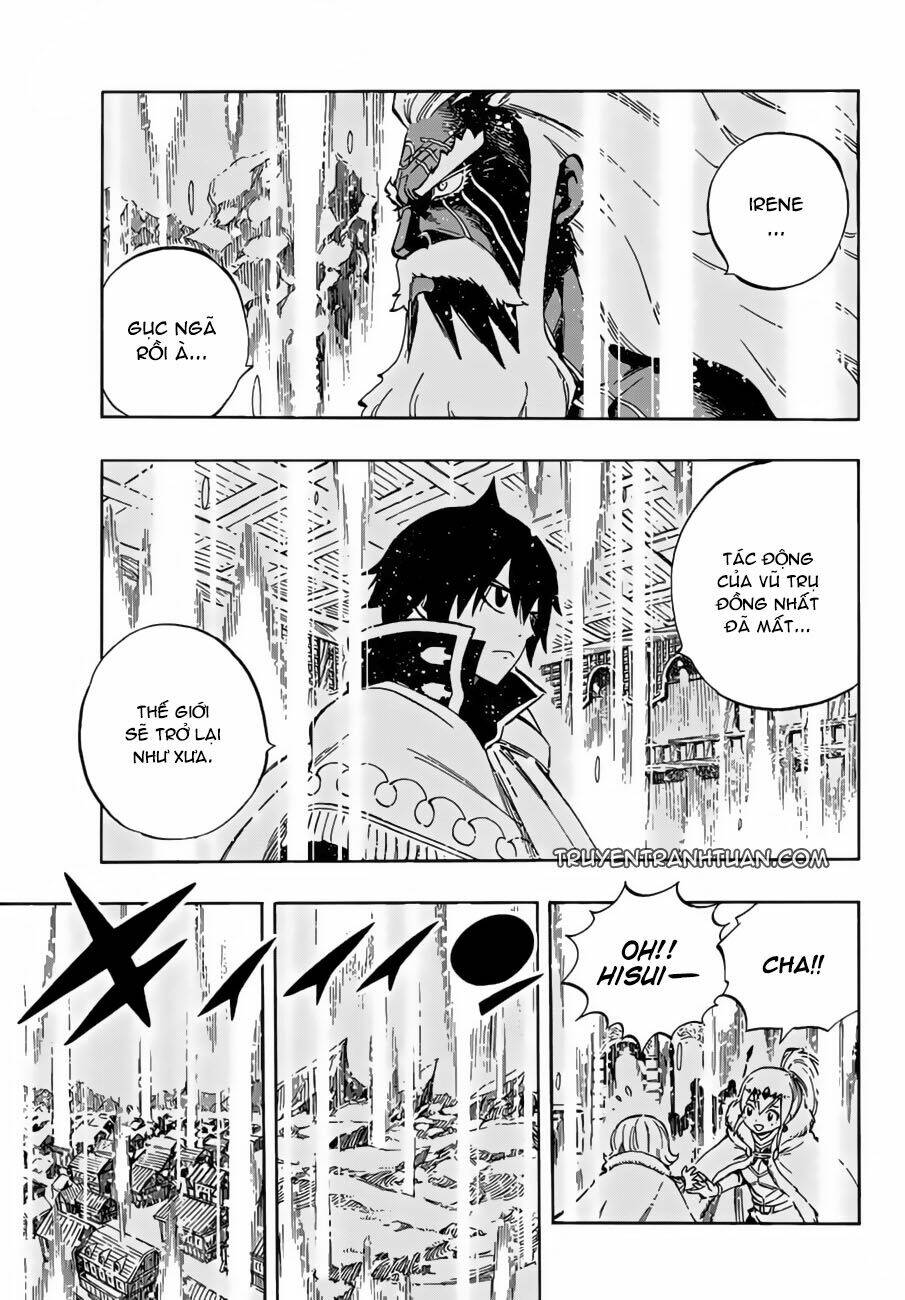 IRENE
...
GỤC NGÃ
RỒI À...
TÁC ĐỘNG
CỦA VŨ TRỤ
ĐỒNG NHẤT
ĐÃ MẤT...
THẾ GIỚI
SẼ TRỞ LẠI
NHƯ XƯA.
TRUYENTRANHTUAN.COM
CHA!!
OH!!
HISUI—